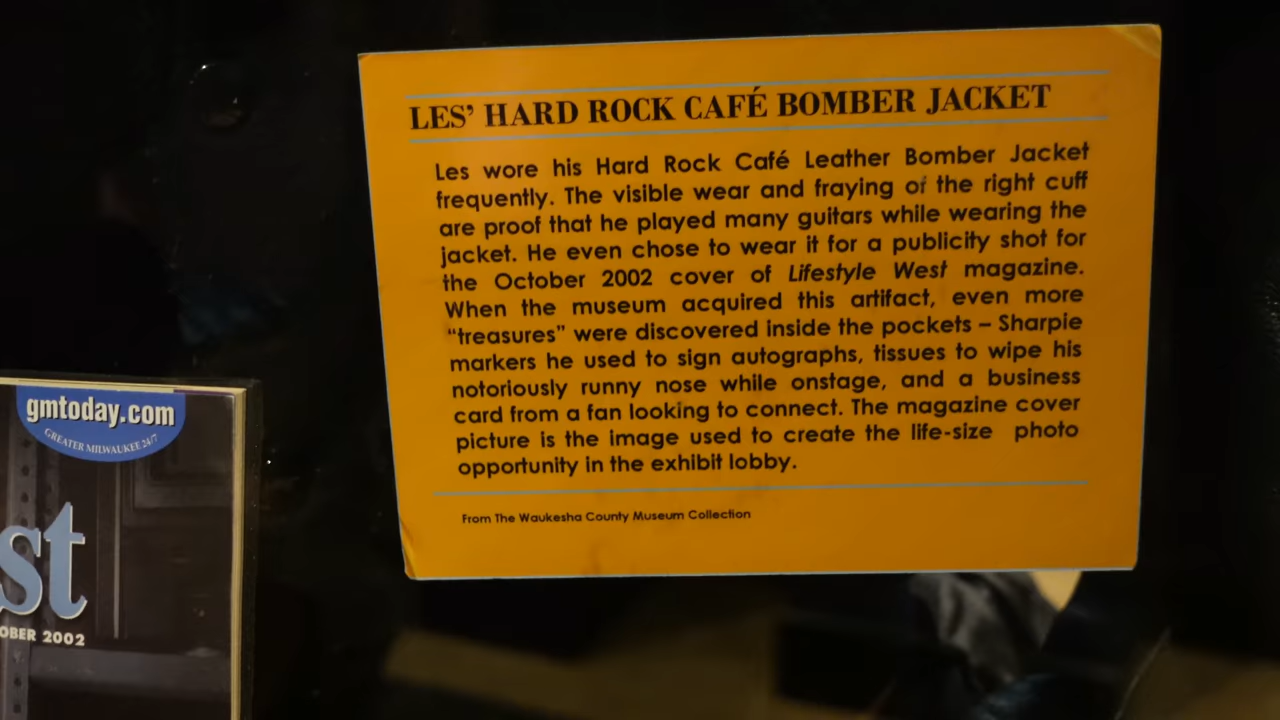 LES' HARD ROCK CAFÉ BOMBER JACKET
Les wore his Hard Rock Café Leather Bomber Jacket
frequently. The visible wear and fraying of the right cuff
are proof that he played many guitars while wearing the
jacket. He even chose to wear it for a publicity shot for
the October 2002 cover of Lifestyle West magazine.
When the museum acquired this artifact, even more
“treasures” were discovered inside the pockets – Sharpie
markers he used to sign autographs, tissues to wipe his
notoriously runny nose while onstage, and a business
card from a fan looking to connect. The magazine cover
picture is the image used to create the life-size photo
opportunity in the exhibit lobby.
From The Waukesha County Museum Collection
gmtoday.com
GREATER MILWAUKEE 24/7
st
OBER 2002